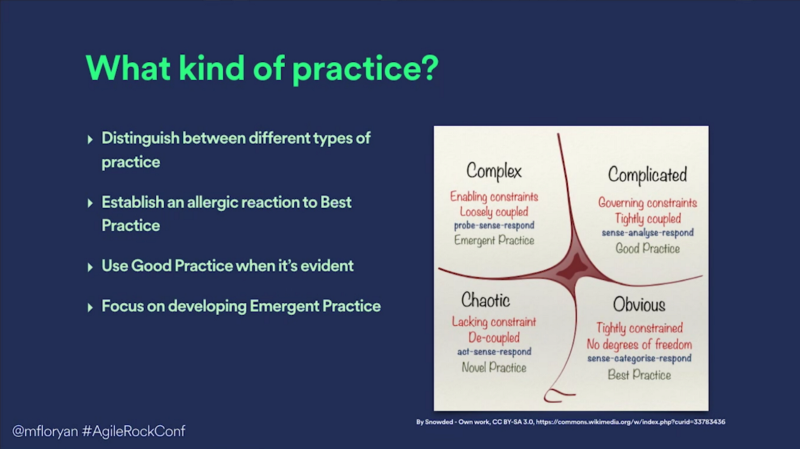 What kind of practice?
Distinguish between different types of
practice
Establish an allergic reaction to Best
Practice
Use Good Practice when it's evident
Focus on developing Emergent Practice
Complex
Enabling constraints
Loosely coupled
probe-sense-respond
Emergent Practice
Complicated
Governing constraints
Tightly coupled
sense-analyse-respond
Good Practice
Chaotic
Lacking constraint
De-coupled
act-sense-respond
Novel Practice
Obvious
Tightly constrained
No degrees of freedom
sense-categorise-respond
Best Practice
By Snowded - Own work, CC BY-SA 3.0, https://commons.wikimedia.org/w/index.php?curid=33783436
@mfloryan #AgileRockConf